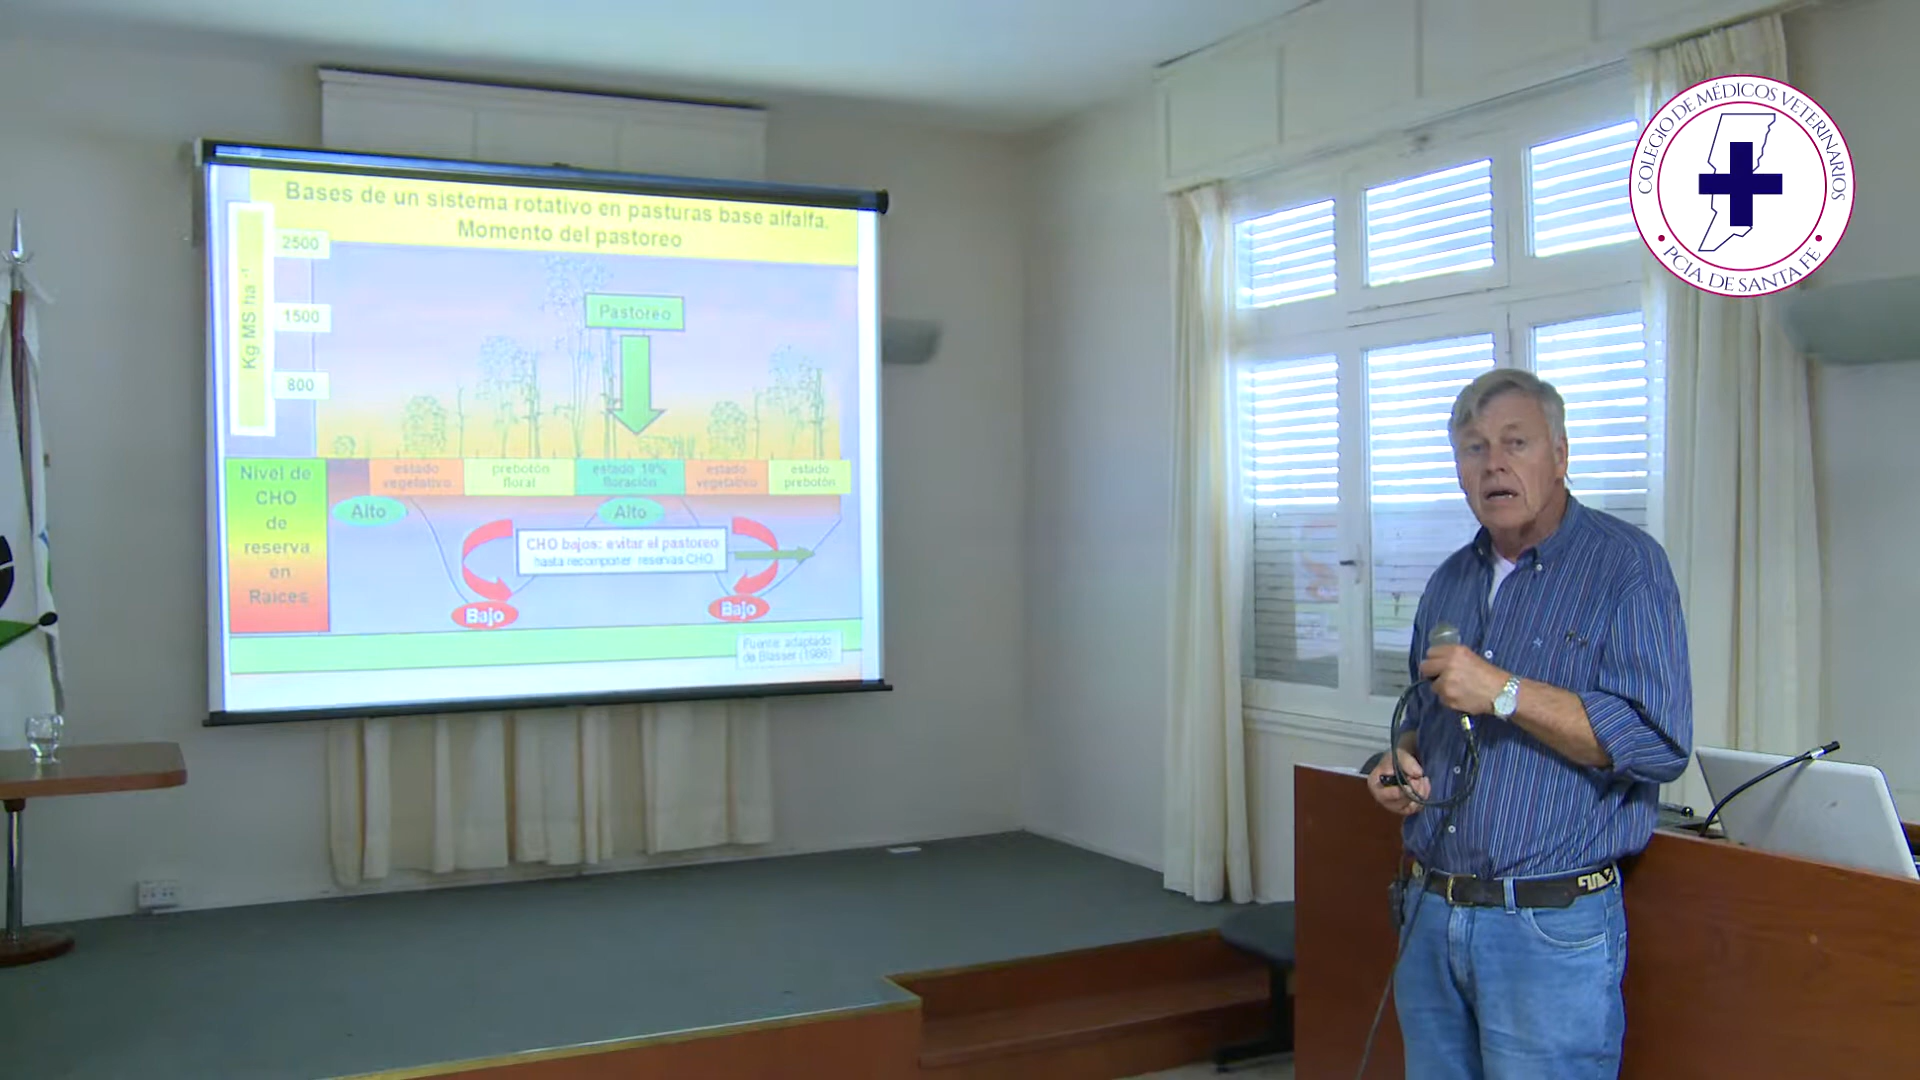 Bases de un sistema rotativo en pasturas base alfalfa.
Momento del pastoreo
Kg MS ha⁻¹
2500
1500
800
Pastoreo
Nivel de
CHO
de
reserva
en
Raices
estado
vegetativo
prebotón
floral
estado 10%
floración
estado
vegetativo
estado
prebotón
Alto
Alto
CHO bajos: evitar el pastoreo
hasta recomponer reservas CHO
Bajo
Bajo
Fuente: adaptado
de Blasser (1986)
COLEGIO DE MÉDICOS VETERINARIOS
• PCIA. DE SANTA FE •